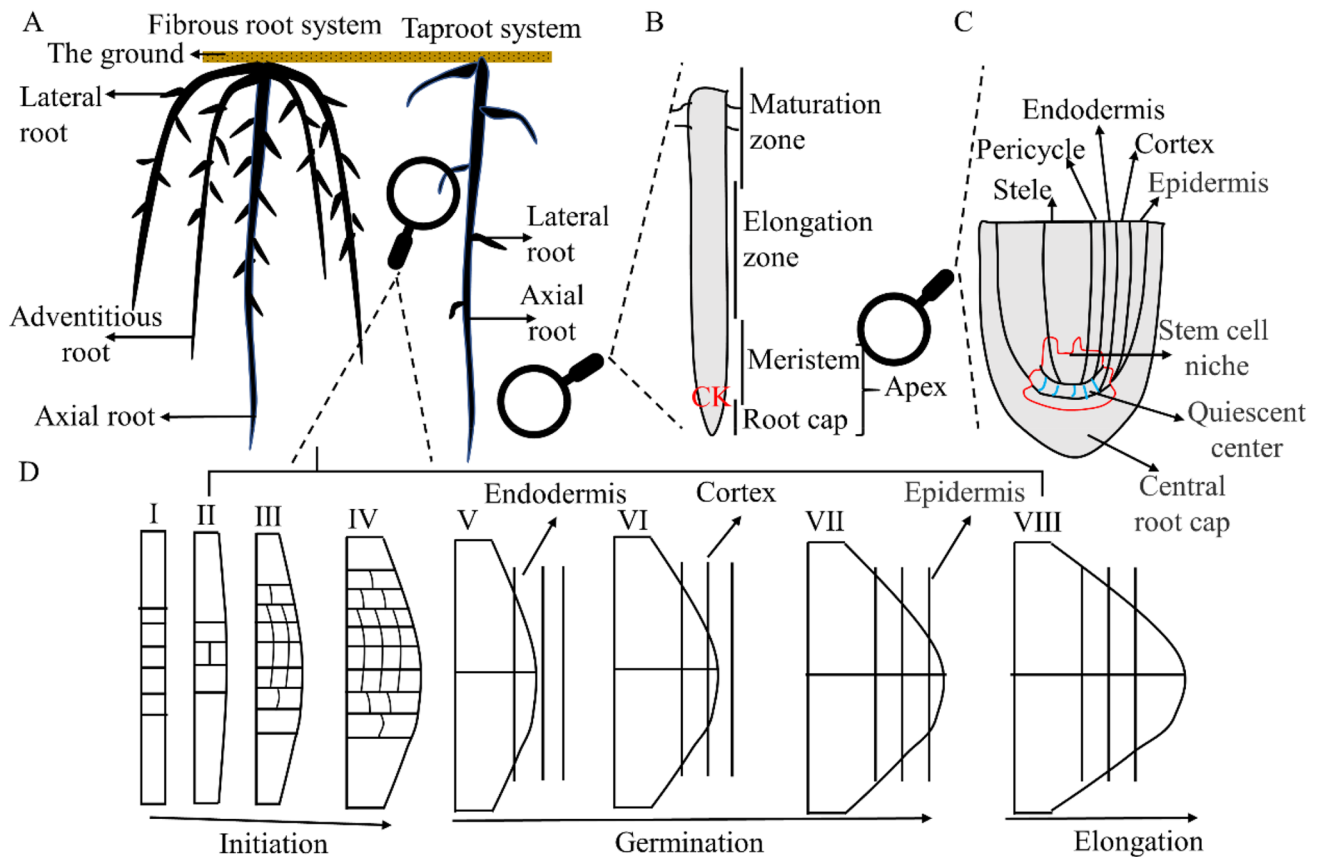 A
Fibrous root system
Taproot system
The ground
Lateral
root
Lateral
root
Axial
root
Adventitious
root
Axial root
B
Maturation
zone
Elongation
zone
Meristem
CK
Root cap
Apex
C
Endodermis
Pericycle
Cortex
Stele
Epidermis
Stem cell
niche
Quiescent
center
Central
root cap
D
Endodermis
Cortex
Epidermis
I
II
III
IV
V
VI
VII
VIII
Initiation
Germination
Elongation